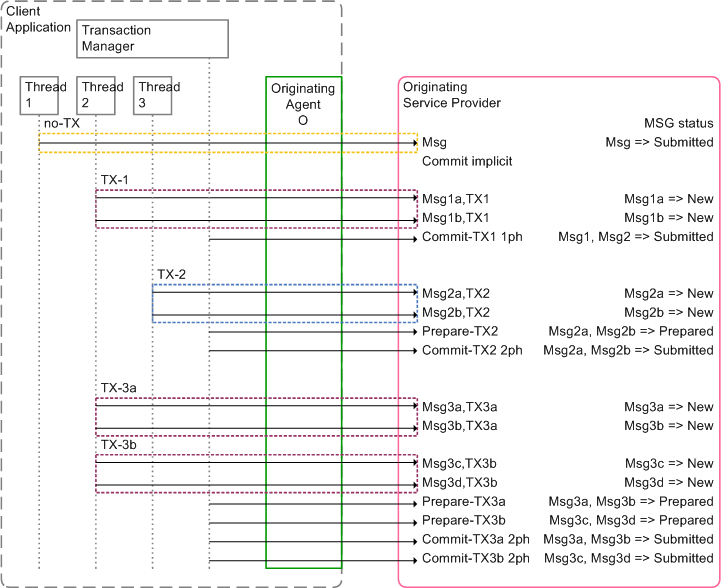 Client
Application
Transaction
Manager
Thread
1
Thread
2
Thread
3
Originating
Agent
O
Originating
Service Provider
MSG status
no-TX
Msg
Msg => Submitted
Commit implicit
TX-1
Msg1a,TX1
Msg1a => New
Msg1b,TX1
Msg1b => New
Commit-TX1 1ph
Msg1, Msg2 => Submitted
TX-2
Msg2a,TX2
Msg2a => New
Msg2b,TX2
Msg2b => New
Prepare-TX2
Msg2a, Msg2b => Prepared
Commit-TX2 2ph
Msg2a, Msg2b => Submitted
TX-3a
Msg3a,TX3a
Msg3a => New
Msg3b,TX3a
Msg3b => New
TX-3b
Msg3c,TX3b
Msg3c => New
Msg3d,TX3b
Msg3d => New
Prepare-TX3a
Msg3a, Msg3b => Prepared
Prepare-TX3b
Msg3c, Msg3d => Prepared
Commit-TX3a 2ph
Msg3a, Msg3b => Submitted
Commit-TX3b 2ph
Msg3c, Msg3d => Submitted